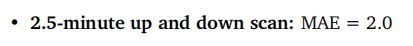 • 2.5-minute up and down scan: MAE = 2.0